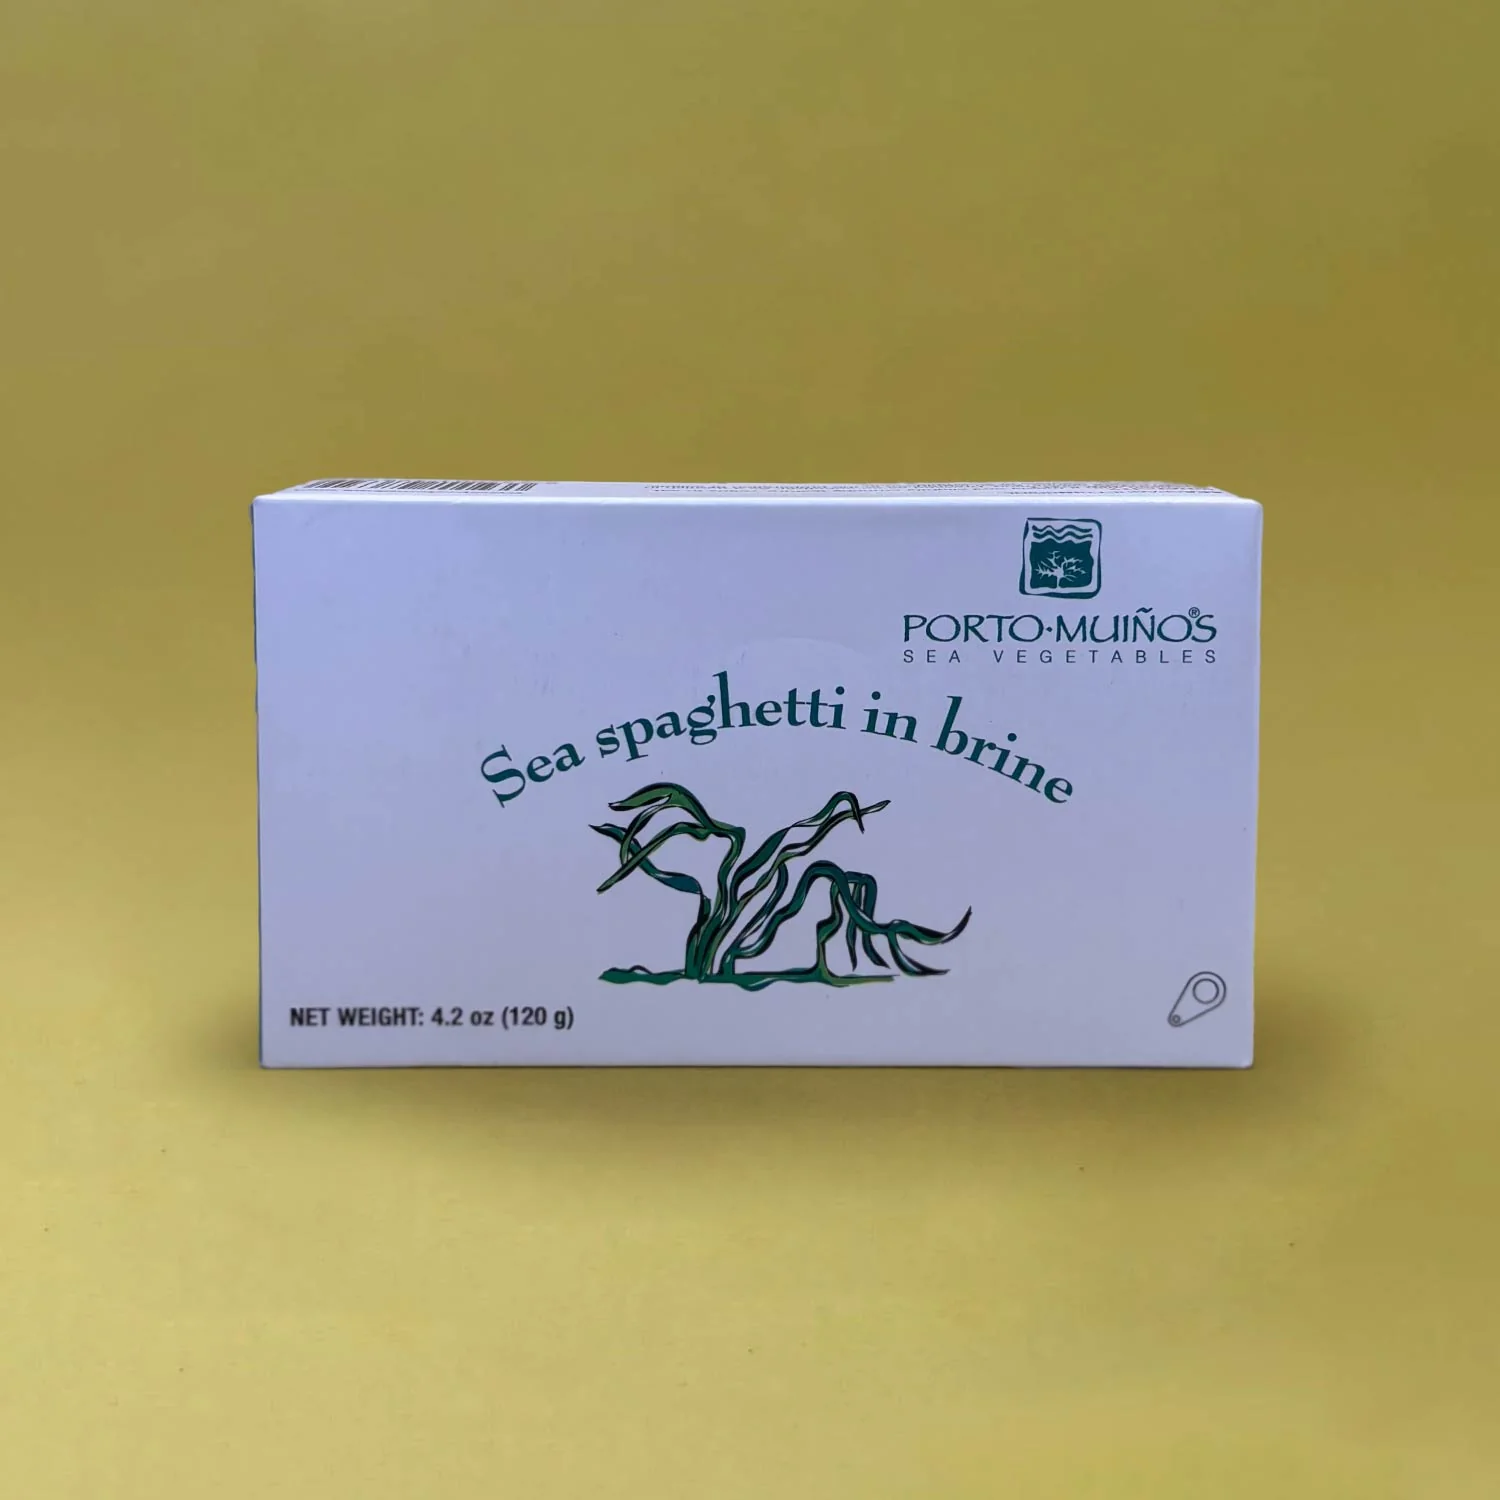 PORTO·MUIÑOS®
SEA VEGETABLES
Sea spaghetti in brine
NET WEIGHT: 4.2 oz (120 g)